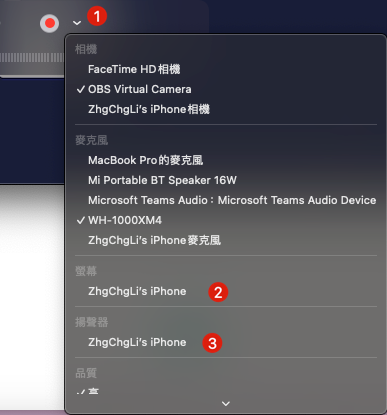 1
相機
FaceTime HD相機
✓ OBS Virtual Camera
ZhgChgLi's iPhone相機
麥克風
MacBook Pro的麥克風
Mi Portable BT Speaker 16W
Microsoft Teams Audio：Microsoft Teams Audio Device
✓ WH-1000XM4
ZhgChgLi's iPhone麥克風
螢幕
ZhgChgLi's iPhone 2
揚聲器
ZhgChgLi's iPhone 3
品質
✓ 高